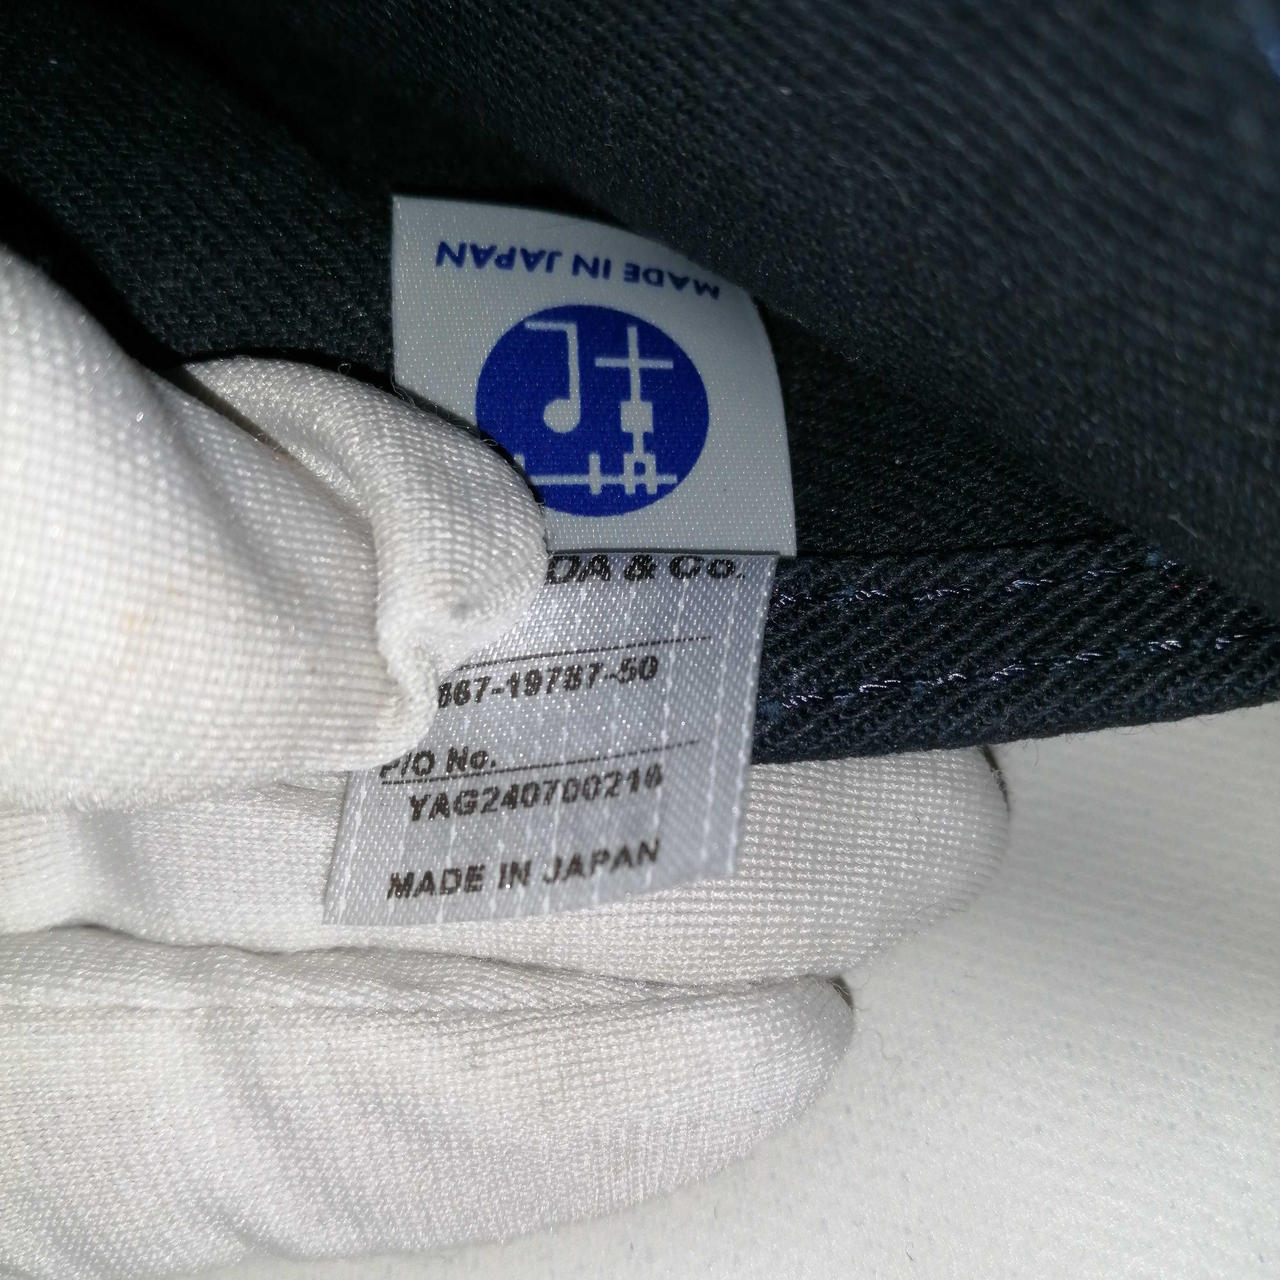 MADE IN JAPAN
DA & Co.
867-19787-50
P/O No.
YAG240700216
MADE IN JAPAN